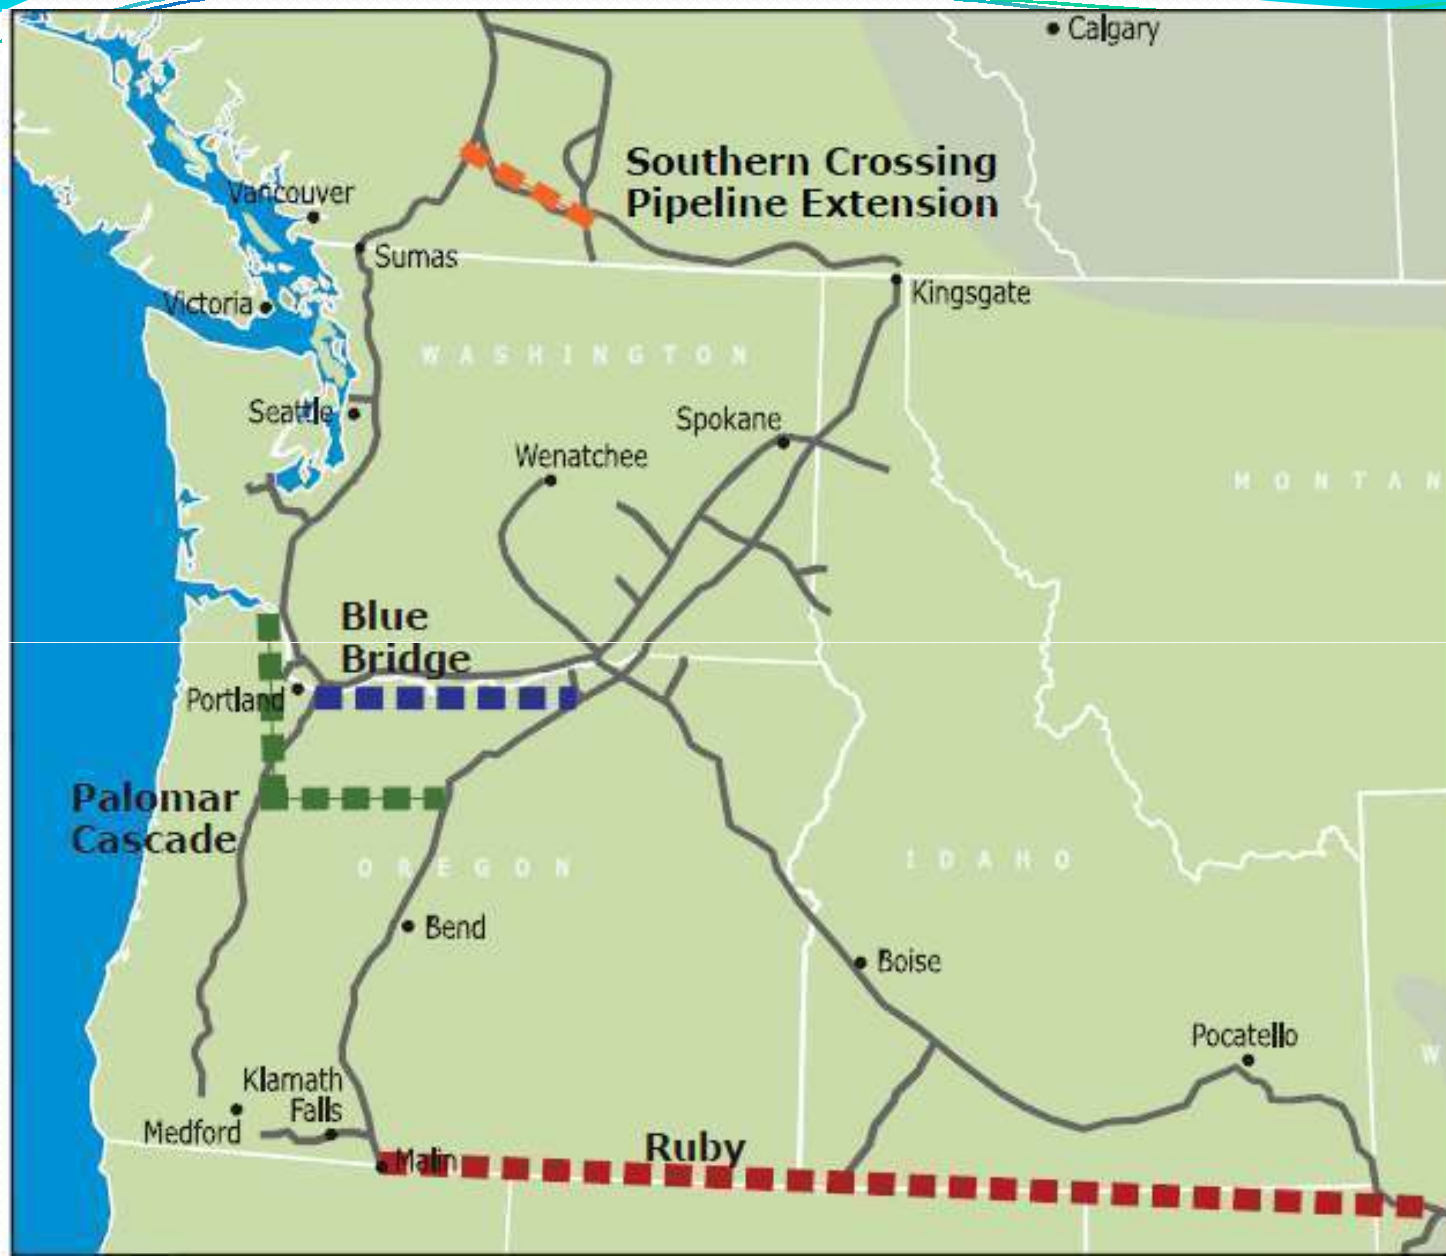 Calgary
Southern Crossing
Pipeline Extension
Vancouver
Sumas
Victoria
Kingsgate
WASHINGTON
Seattle
Spokane
Wenatchee
MONTAN
Blue
Bridge
Portland
Palomar
Cascade
OREGON
IDAHO
Bend
Boise
Pocatello
W
Klamath
Falls
Medford
Ruby
Malin